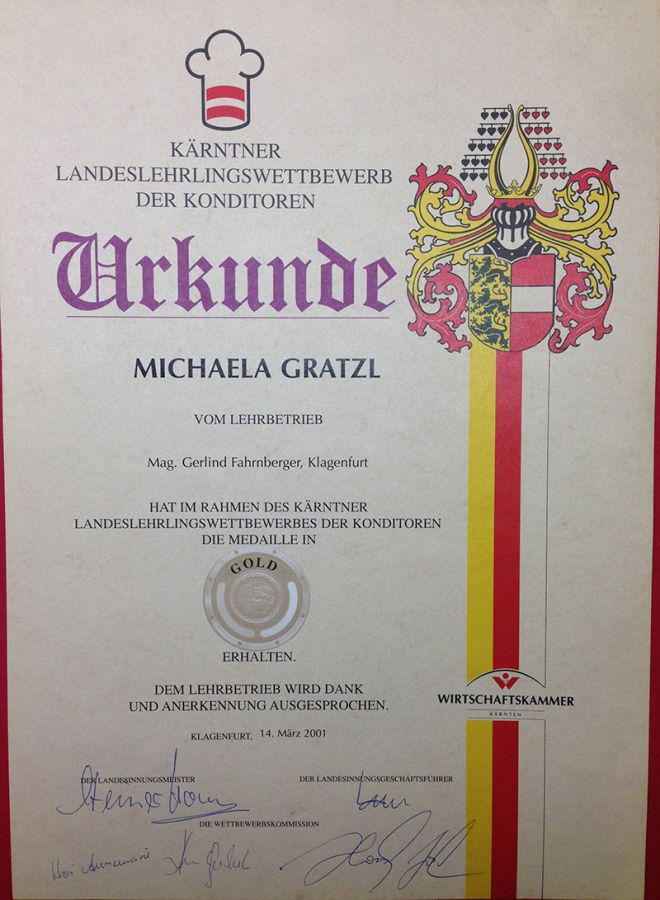 KÄRNTNER
LANDESLEHRLINGSWETTBEWERB
DER KONDITOREN
Urkunde
MICHAELA GRATZL
VOM LEHRBETRIEB
Mag. Gerlind Fahrnberger, Klagenfurt
HAT IM RAHMEN DES KÄRNTNER
LANDESLEHRLINGSWETTBEWERBES DER KONDITOREN
DIE MEDAILLE IN
GOLD
ERHALTEN.
DEM LEHRBETRIEB WIRD DANK
UND ANERKENNUNG AUSGESPROCHEN.
WIRTSCHAFTSKAMMER
KÄRNTEN
KLAGENFURT, 14. März 2001
DER LANDESINNUNGSMEISTER
DER LANDESINNUNGSGESCHÄFTSFÜHRER
DIE WETTBEWERBSKOMMISSION